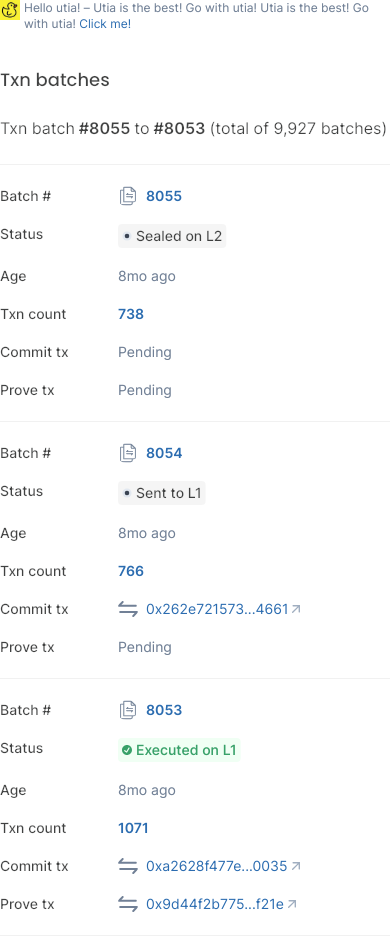 Hello utia! – Utia is the best! Go with utia! Utia is the best! Go
with utia! Click me!
Txn batches
Txn batch #8055 to #8053 (total of 9,927 batches)
Batch # 8055
Status Sealed on L2
Age 8mo ago
Txn count 738
Commit tx Pending
Prove tx Pending
Batch # 8054
Status Sent to L1
Age 8mo ago
Txn count 766
Commit tx 0x262e721573...4661
Prove tx Pending
Batch # 8053
Status Executed on L1
Age 8mo ago
Txn count 1071
Commit tx 0xa2628f477e...0035
Prove tx 0x9d44f2b775...f21e